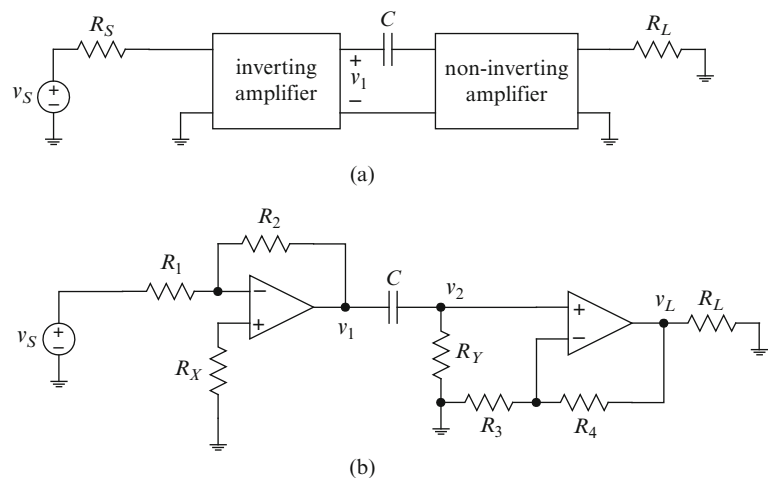 R_S
C
R_L
v_S
+
−
inverting amplifier
+
v_1
−
non-inverting amplifier
(a)
R_2
R_1
C
v_2
v_L
R_L
−
+
v_1
+
−
v_S
+
−
R_X
R_Y
R_3
R_4
(b)